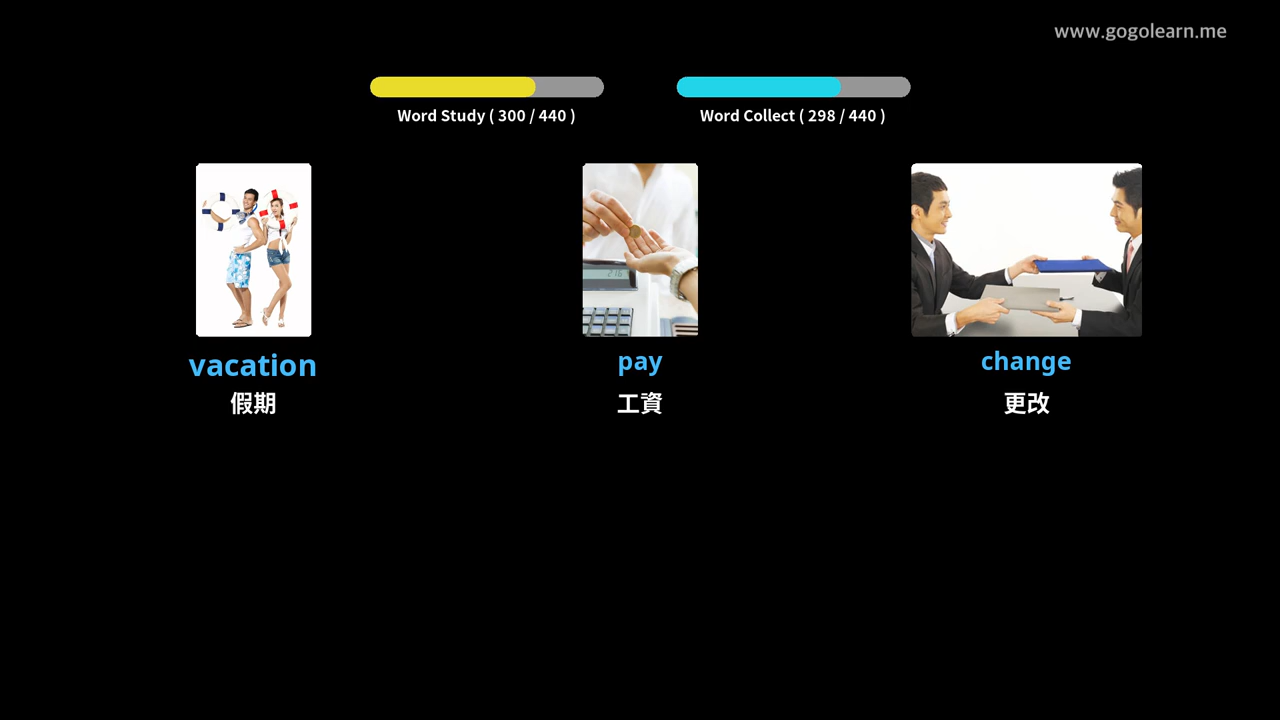 www.gogolearn.me
Word Study ( 300 / 440 )
Word Collect ( 298 / 440 )
vacation
假期
pay
工資
change
更改